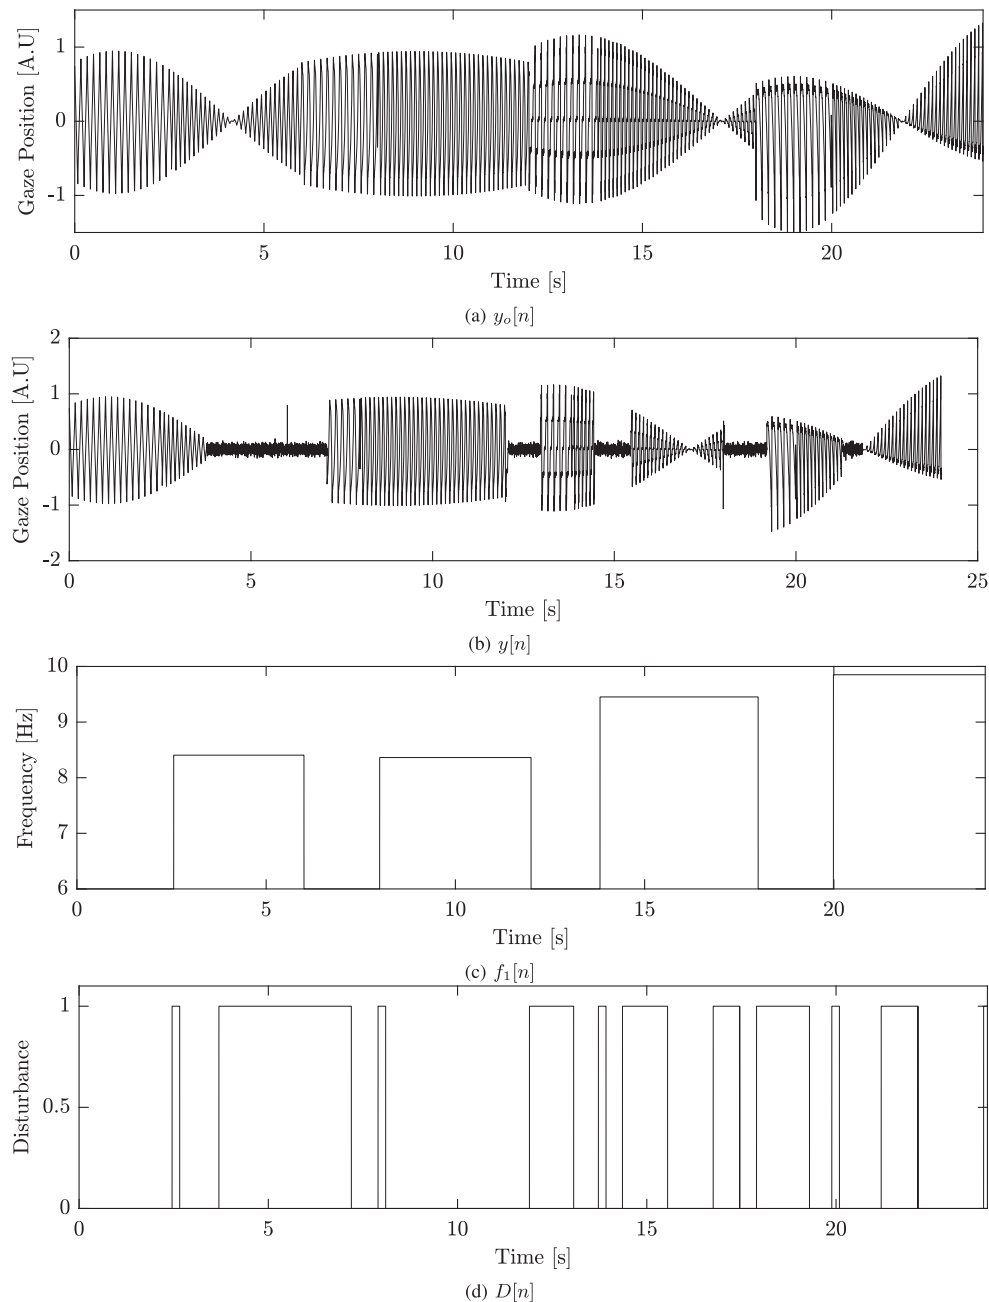 1
0
-1
Gaze Position [A.U]
0 5 10 15 20
Time [s]
(a) yₒ[n]
2
1
0
-1
-2
Gaze Position [A.U]
0 5 10 15 20 25
Time [s]
(b) y[n]
10
9
8
7
6
Frequency [Hz]
0 5 10 15 20
Time [s]
(c) f₁[n]
1
0.5
0
Disturbance
0 5 10 15 20
Time [s]
(d) D[n]